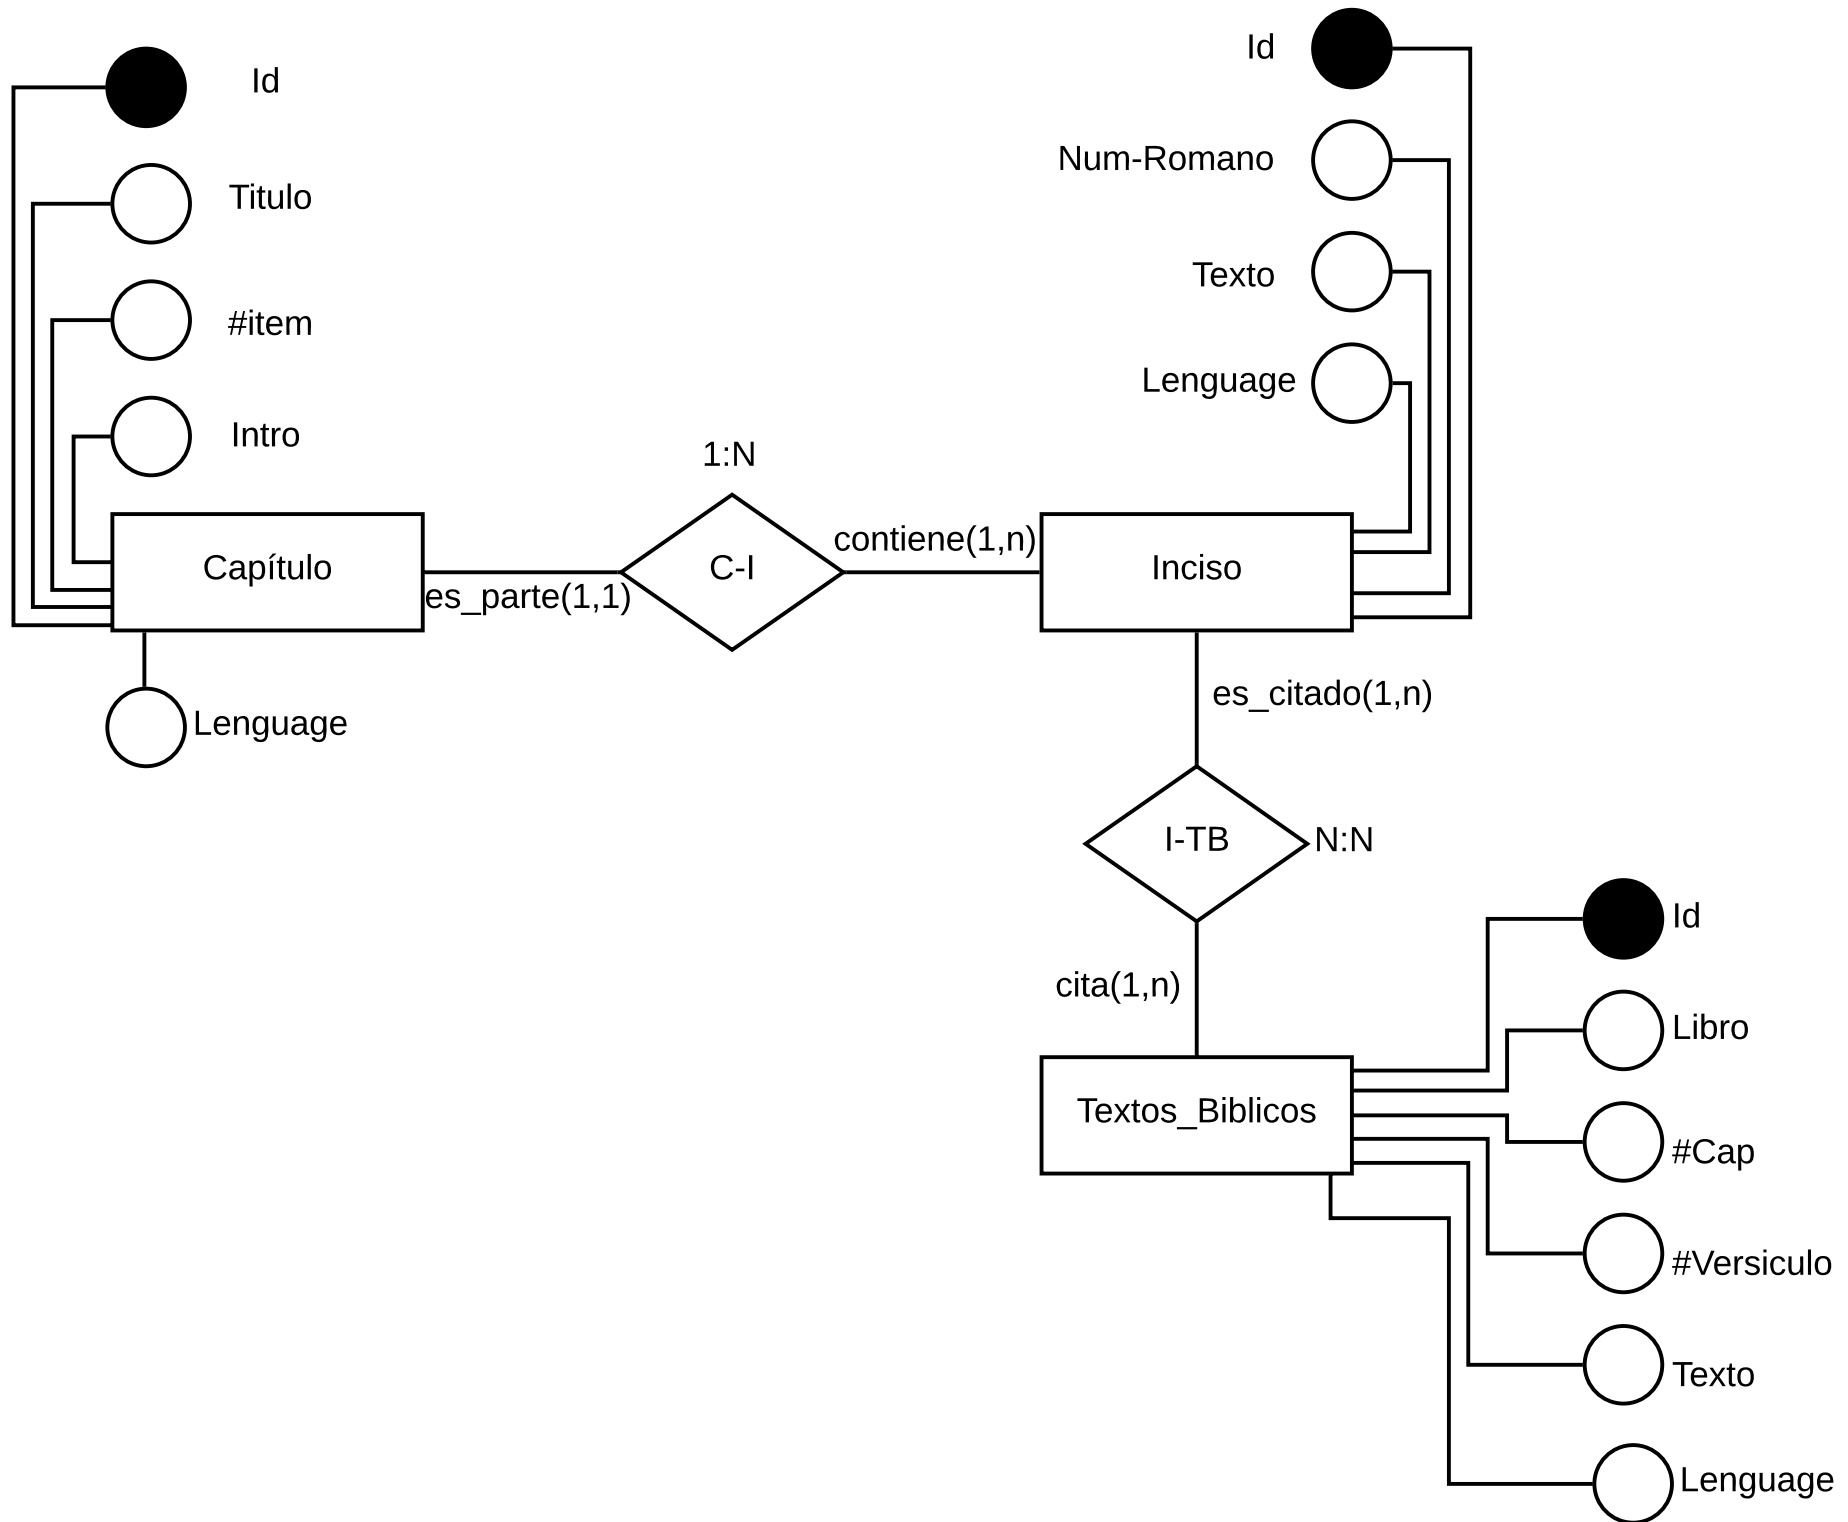 Id
Titulo
#item
Intro
Capítulo
Lenguage
es_parte(1,1)
1:N
C-I
contiene(1,n)
Id
Num-Romano
Texto
Lenguage
Inciso
es_citado(1,n)
I-TB
N:N
cita(1,n)
Textos_Biblicos
Id
Libro
#Cap
#Versiculo
Texto
Lenguage